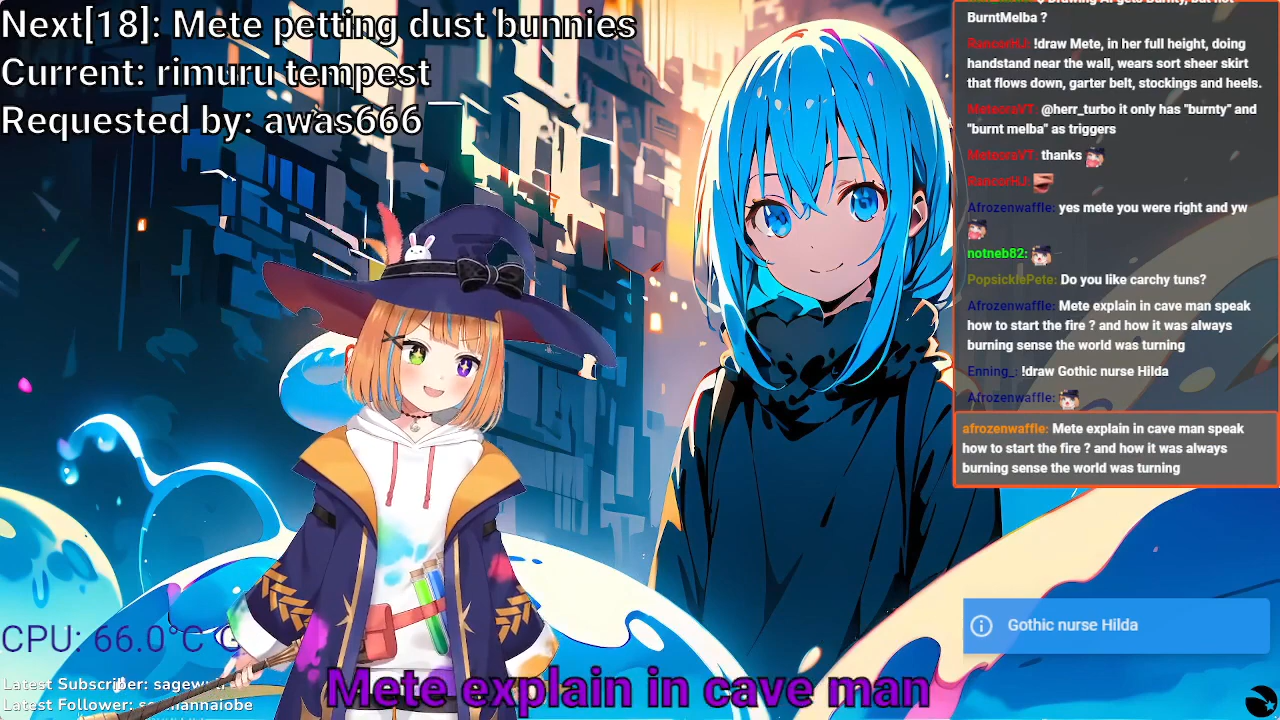 Next[18]: Mete petting dust bunnies
Current: rimuru tempest
Requested by: awas666
BurntMelba ?
RanoorHJ: !draw Mete, in her full height, doing
handstand near the wall, wears sort sheer skirt
that flows down, garter belt, stockings and heels.
MeteoraVT: @herr_turbo it only has "burnty" and
"burnt melba" as triggers
MeteoraVT: thanks
RanoorHJ:
Afrozenwaffle: yes mete you were right and yw
notneb82:
PopsicklePete: Do you like carchy tuns?
Afrozenwaffle: Mete explain in cave man speak
how to start the fire ? and how it was always
burning sense the world was turning
Enning_: !draw Gothic nurse Hilda
Afrozenwaffle:
afrozenwaffle: Mete explain in cave man speak
how to start the fire ? and how it was always
burning sense the world was turning
Gothic nurse Hilda
CPU: 66.0°C G
Latest Subscriber:
Latest Follower:
Mete explain in cave man